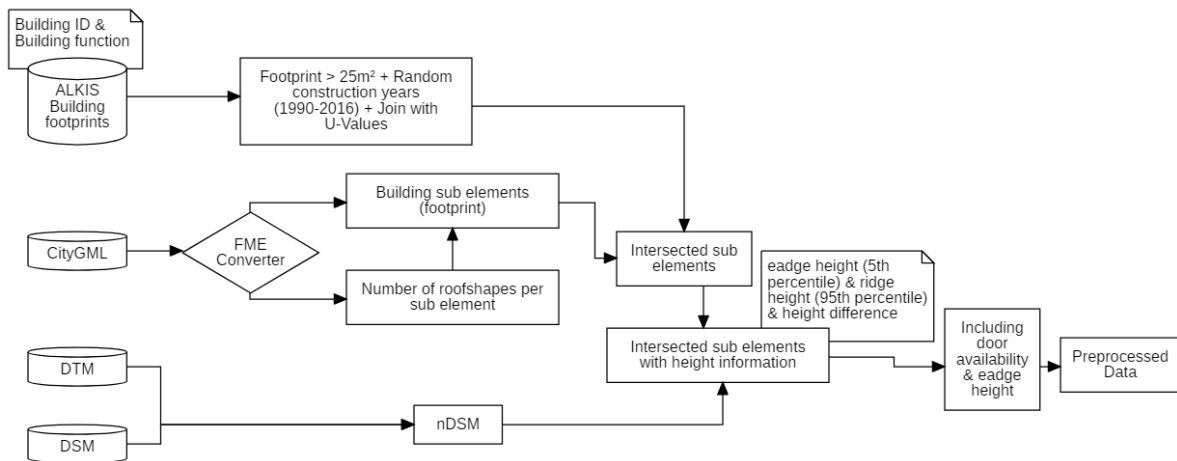 Building ID &
Building function
ALKIS
Building
footprints
Footprint > 25m² + Random
construction years
(1990-2016) + Join with
U-Values
Building sub elements
(footprint)
CityGML
FME
Converter
Number of roofshapes per
sub element
Intersected sub
elements
eadge height (5th
percentile) & ridge
height (95th percentile)
& height difference
Intersected sub elements
with height information
Including
door
availability
& eadge
height
Preprocessed
Data
DTM
nDSM
DSM